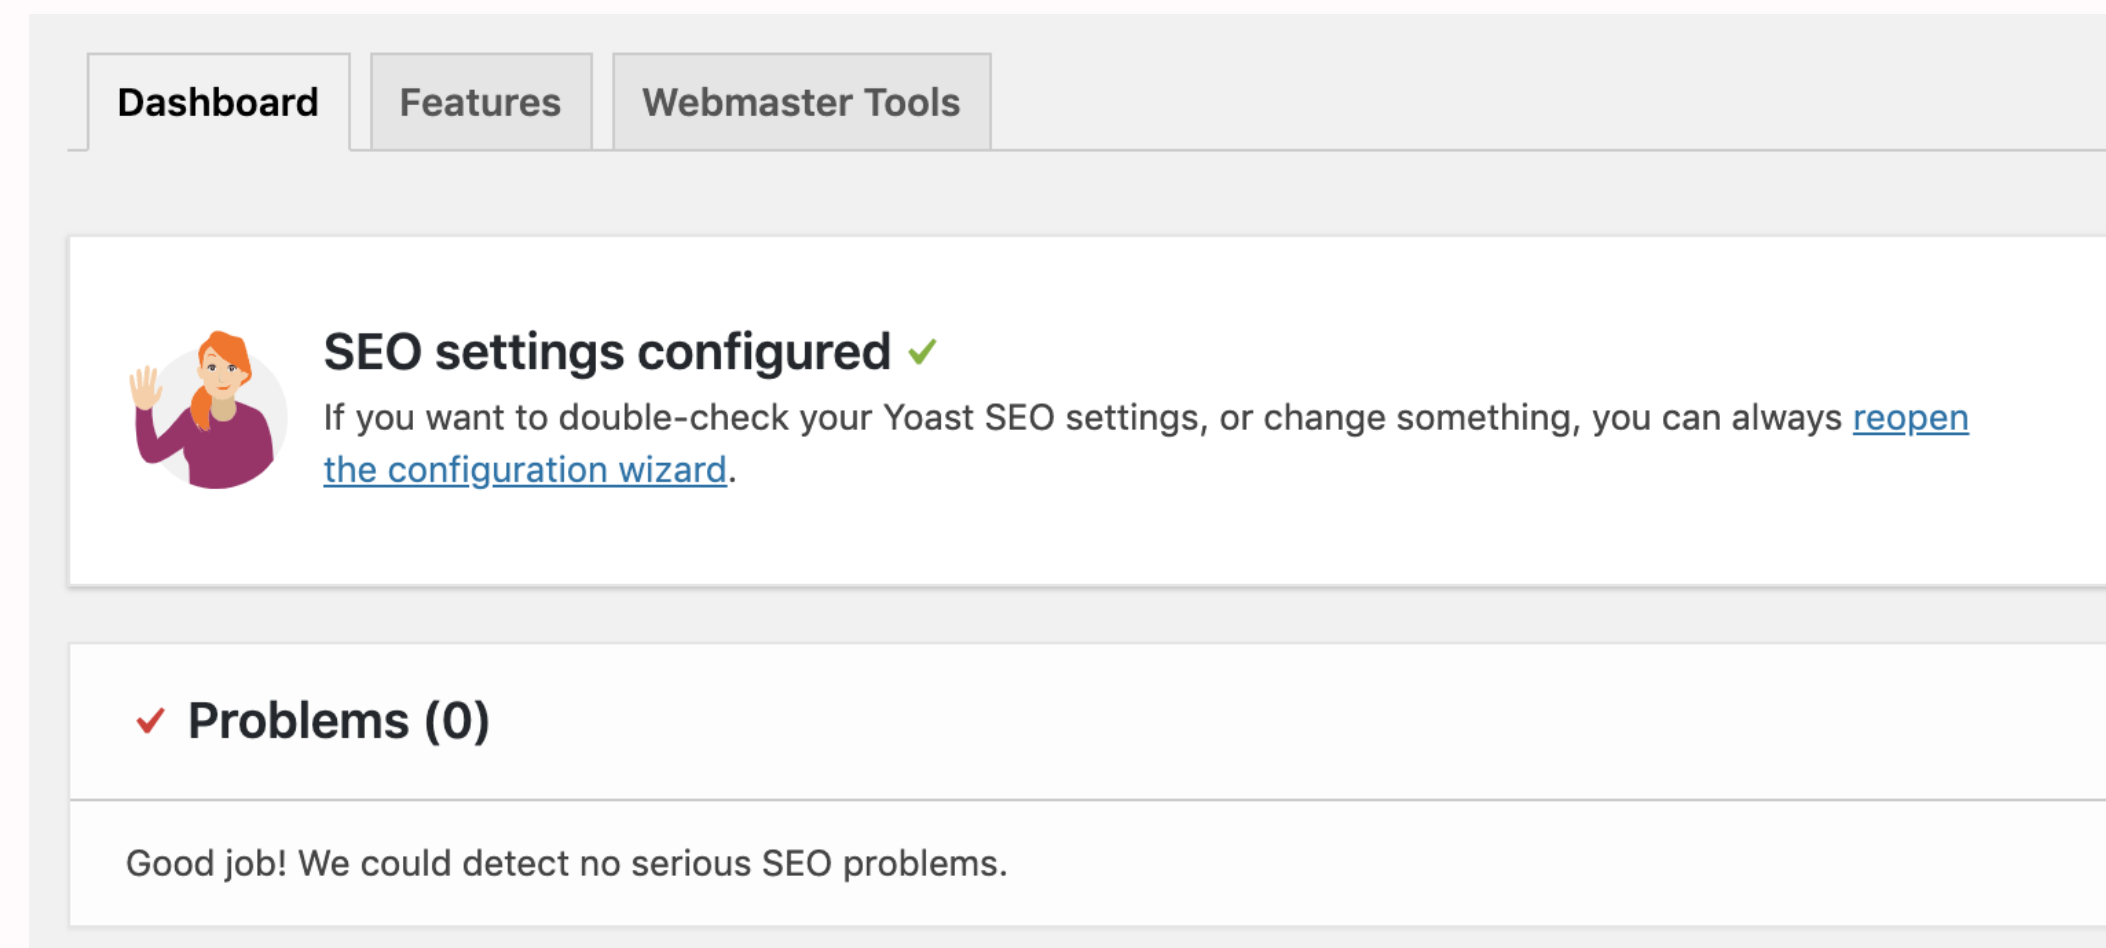 Dashboard Features Webmaster Tools
SEO settings configured
If you want to double-check your Yoast SEO settings, or change something, you can always reopen
the configuration wizard.
Problems (0)
Good job! We could detect no serious SEO problems.